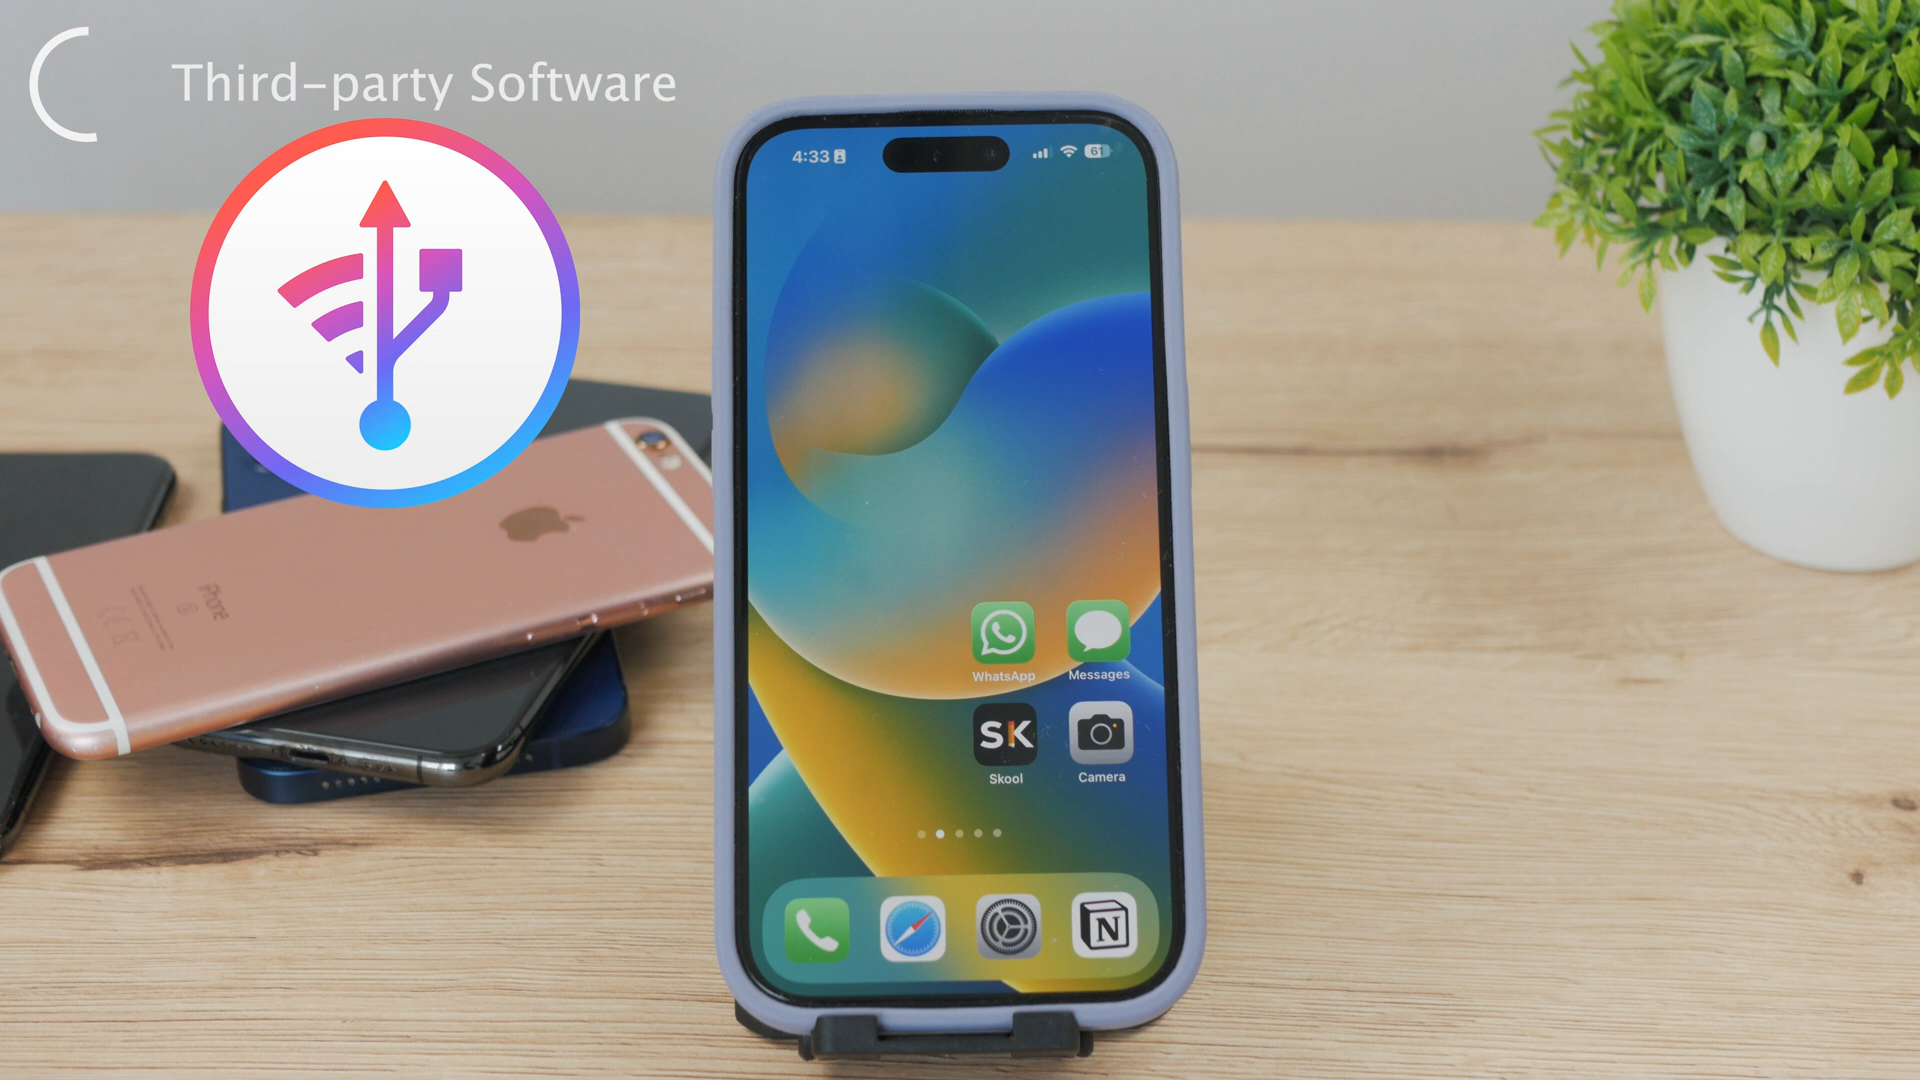 Third-party Software
4:33
61
iPhone
WhatsApp
Messages
SK
Skool
Camera
N